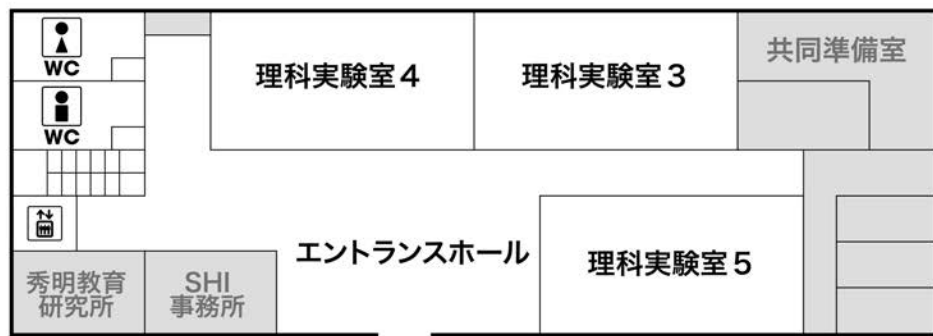 WC
理科実験室4
理科実験室3
共同準備室
WC
エントランスホール
理科実験室5
秀明教育
研究所
SHI
事務所